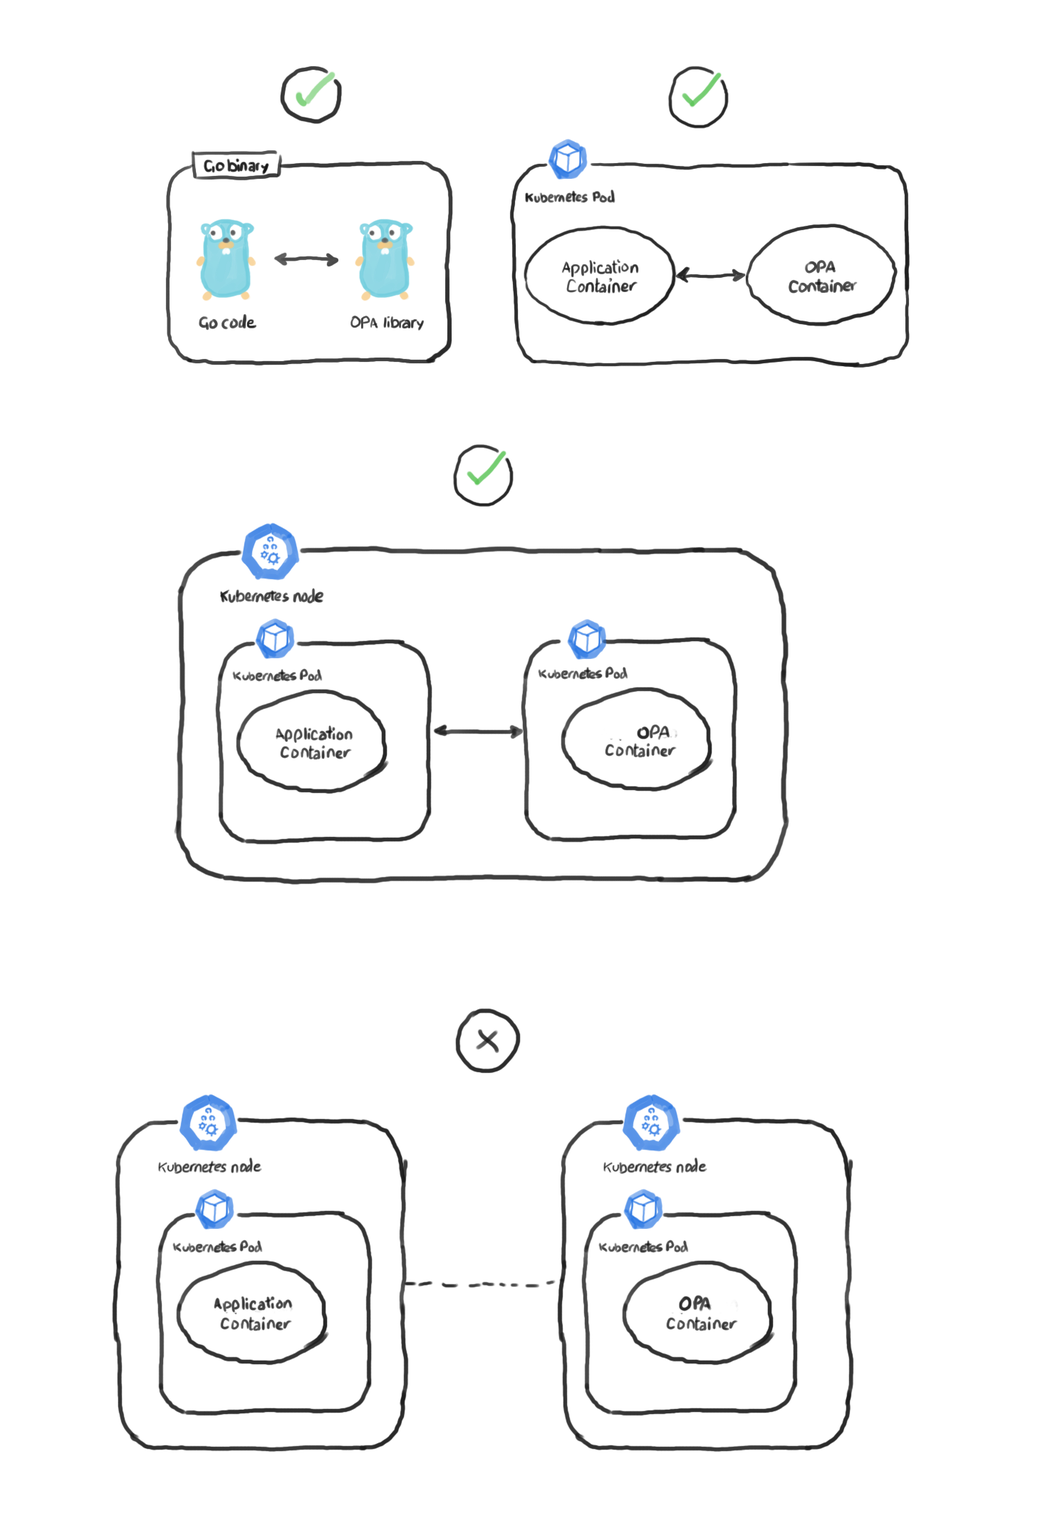 Go binary
Go code
OPA library
Kubernetes Pod
Application
Container
OPA
Container
Kubernetes node
Kubernetes Pod
Application
Container
Kubernetes Pod
OPA
Container
Kubernetes node
Kubernetes Pod
Application
Container
Kubernetes node
Kubernetes Pod
OPA
Container